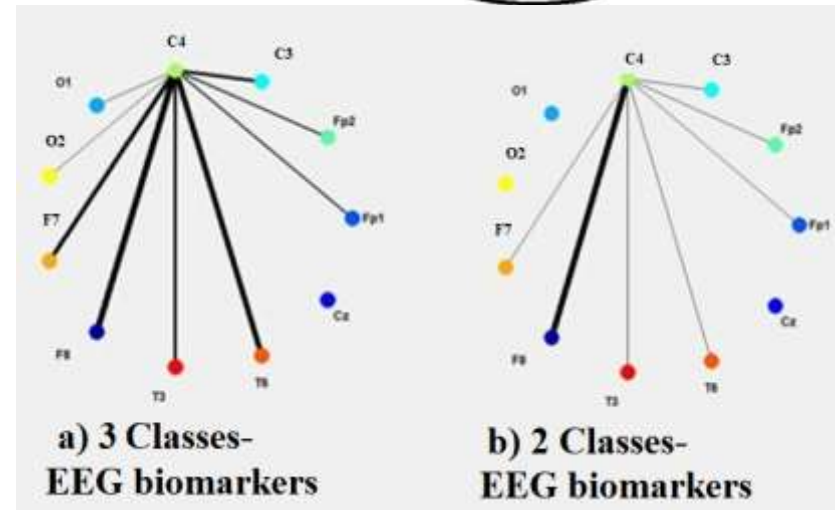 C4
C3
O1
Fp2
O2
F7
Fp1
Cz
F8
T6
T3
a) 3 Classes-
EEG biomarkers
C4
C3
O1
Fp2
O2
F7
Fp1
Cz
F8
T6
T3
b) 2 Classes-
EEG biomarkers